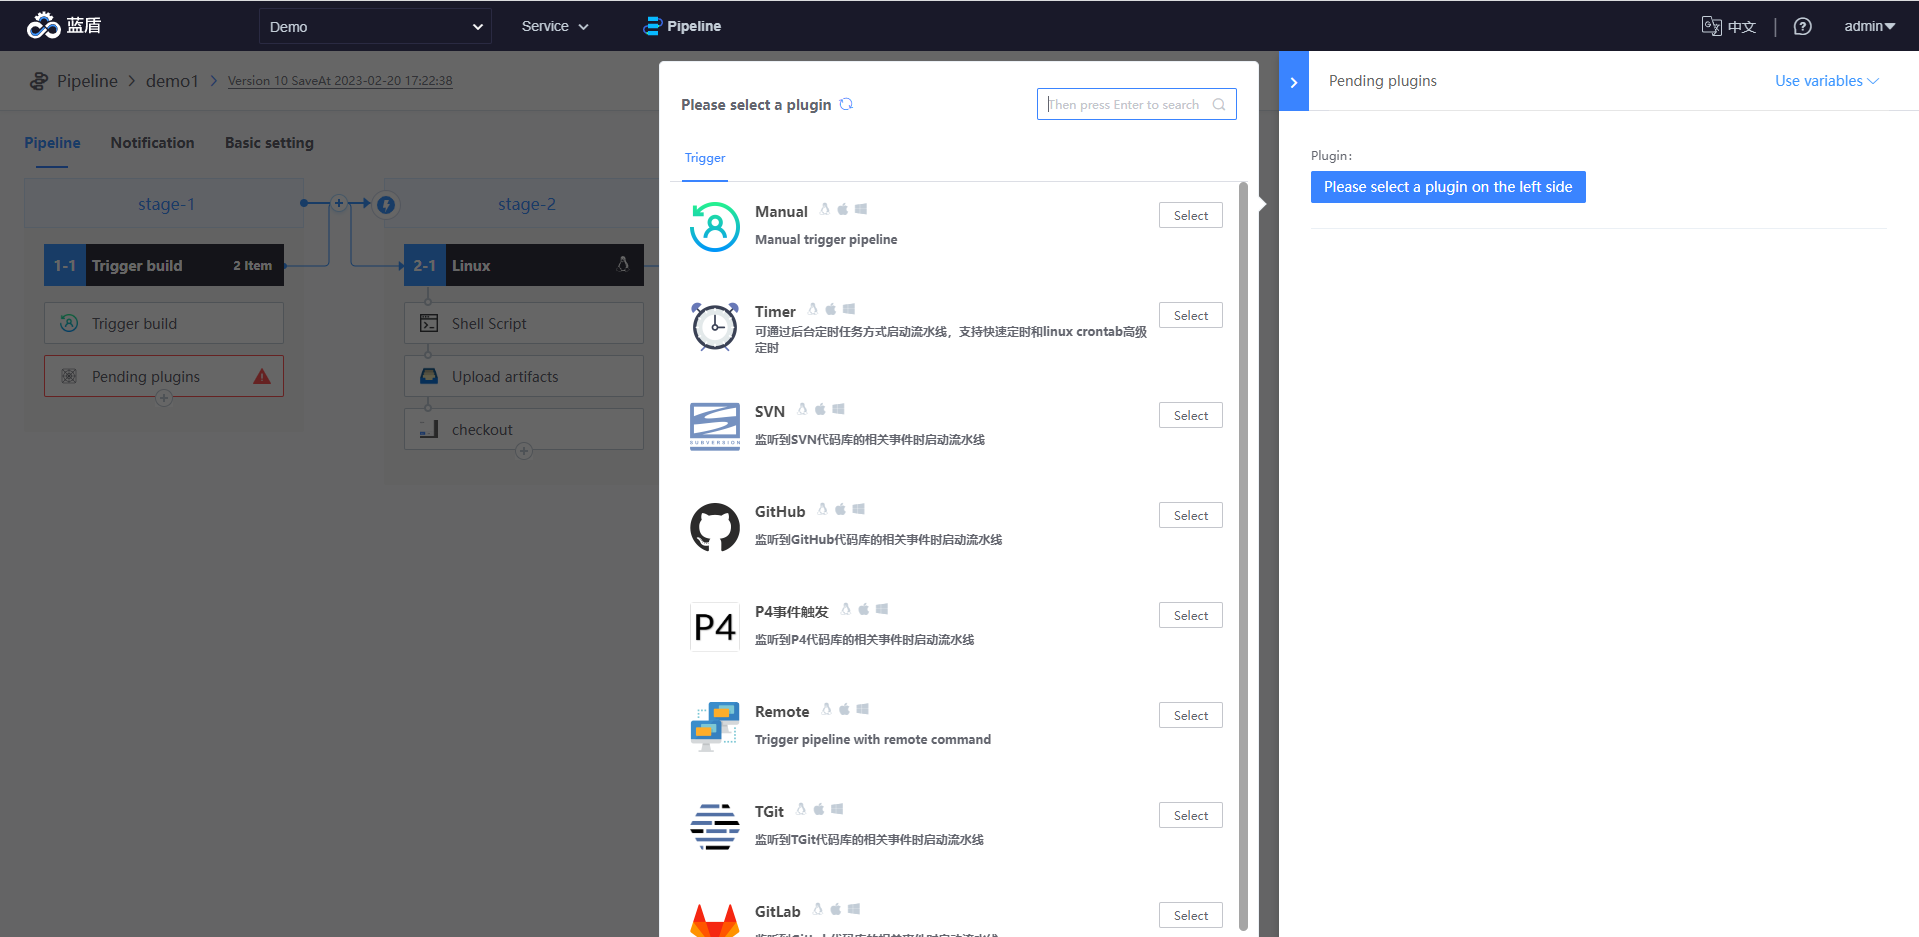 蓝盾
Demo
Service
Pipeline
中文
admin
Pipeline
demo1
Version 10 SaveAt 2023-02-20 17:22:38
Pipeline
Notification
Basic setting
stage-1
stage-2
1-1
Trigger build
2 Item
2-1
Linux
Trigger build
Pending plugins
Shell Script
Upload artifacts
checkout
Please select a plugin
Then press Enter to search
Trigger
Manual
Manual trigger pipeline
Select
Timer
可通过后台定时任务方式启动流水线，支持快速定时和linux crontab高级
定时
Select
SUBVERSION
SVN
监听到SVN代码库的相关事件时启动流水线
Select
GitHub
监听到GitHub代码库的相关事件时启动流水线
Select
P4
P4事件触发
监听到P4代码库的相关事件时启动流水线
Select
Remote
Trigger pipeline with remote command
Select
TGit
监听到TGit代码库的相关事件时启动流水线
Select
GitLab
Select
Pending plugins
Use variables
Plugin：
Please select a plugin on the left side